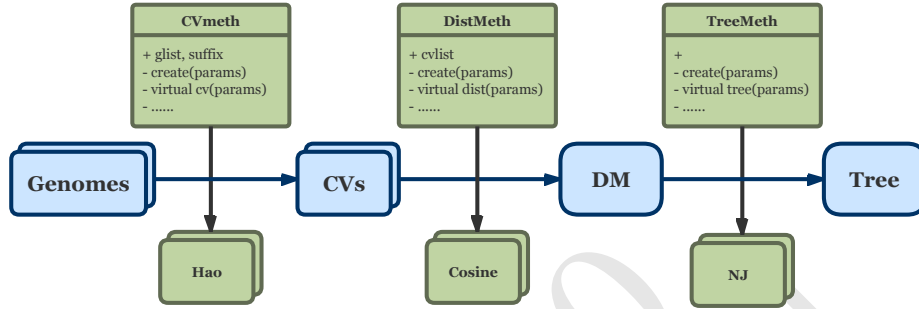 CVmeth
+ glist, suffix
- create(params)
- virtual cv(params)
- ......
DistMeth
+ cvlist
- create(params)
- virtual dist(params)
- ......
TreeMeth
+
- create(params)
- virtual tree(params)
- ......
Genomes
CVs
DM
Tree
Hao
Cosine
NJ